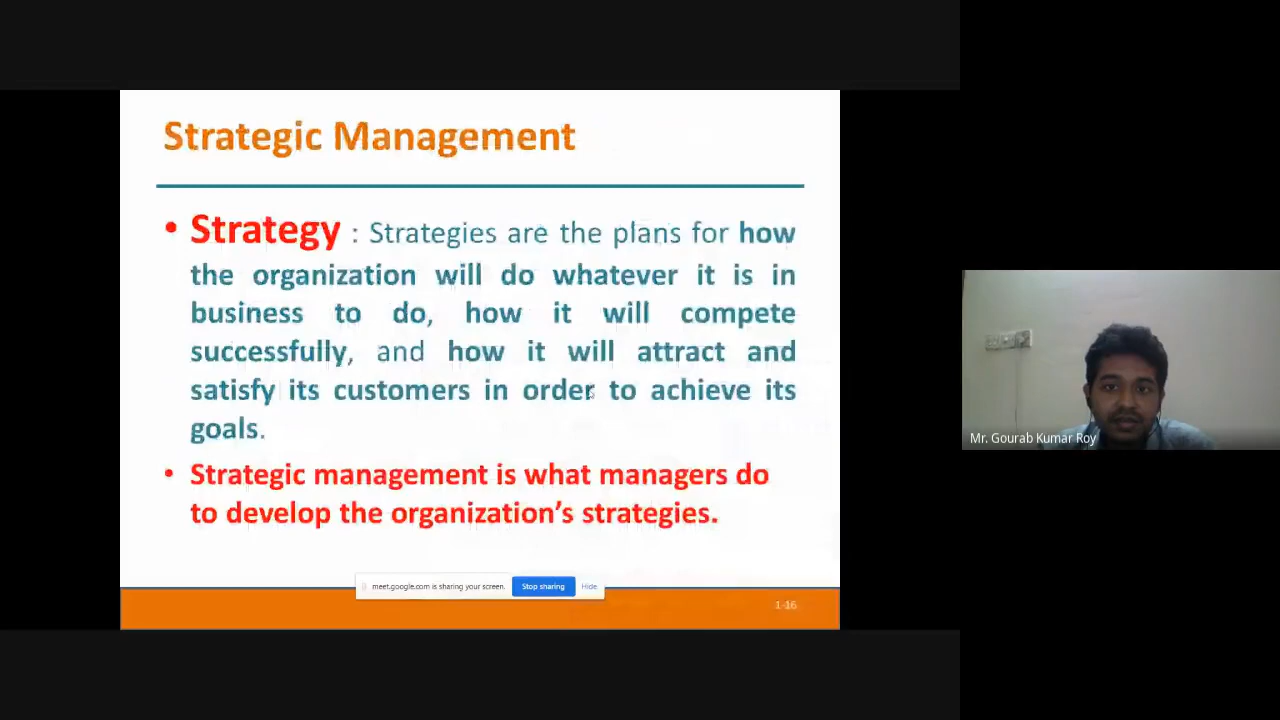 Strategic Management
• Strategy : Strategies are the plans for how
the organization will do whatever it is in
business to do, how it will compete
successfully, and how it will attract and
satisfy its customers in order to achieve its
goals.
• Strategic management is what managers do
to develop the organization's strategies.
meet.google.com is sharing your screen. Stop sharing Hide
1-16
Mr. Gourab Kumar Roy